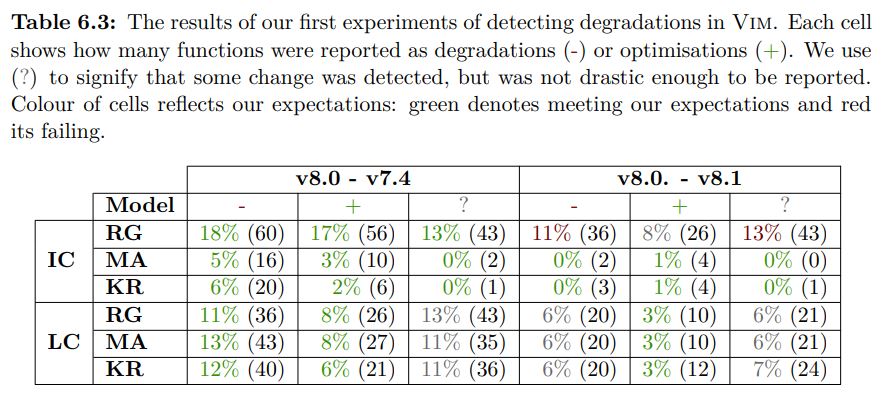 Table 6.3: The results of our first experiments of detecting degradations in VIM. Each cell
shows how many functions were reported as degradations (-) or optimisations (+). We use
(?) to signify that some change was detected, but was not drastic enough to be reported.
Colour of cells reflects our expectations: green denotes meeting our expectations and red
its failing.
v8.0 - v7.4 v8.0. - v8.1
Model - + ? - + ?
RG 18% (60) 17% (56) 13% (43) 11% (36) 8% (26) 13% (43)
IC MA 5% (16) 3% (10) 0% (2) 0% (2) 1% (4) 0% (0)
KR 6% (20) 2% (6) 0% (1) 0% (3) 1% (4) 0% (1)
RG 11% (36) 8% (26) 13% (43) 6% (20) 3% (10) 6% (21)
LC MA 13% (43) 8% (27) 11% (35) 6% (20) 3% (10) 6% (21)
KR 12% (40) 6% (21) 11% (36) 6% (20) 3% (12) 7% (24)